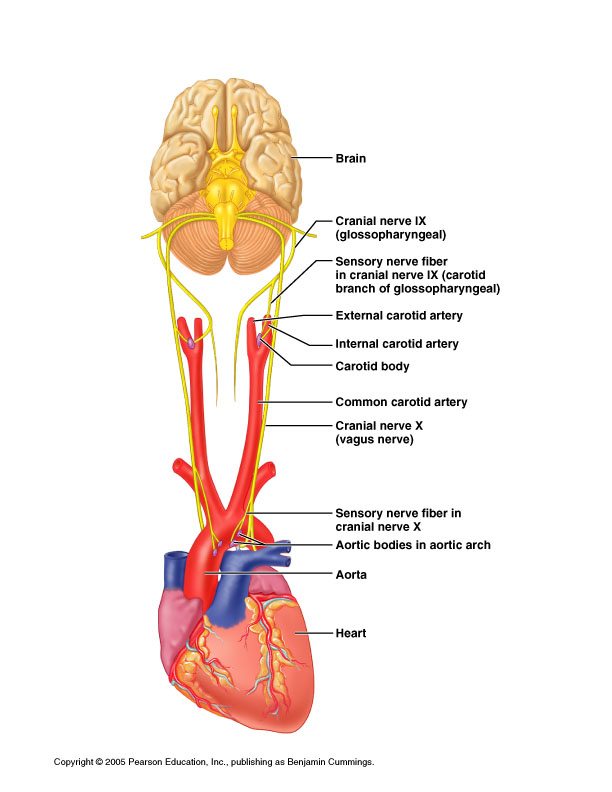 Brain
Cranial nerve IX
(glossopharyngeal)
Sensory nerve fiber
in cranial nerve IX (carotid
branch of glossopharyngeal)
External carotid artery
Internal carotid artery
Carotid body
Common carotid artery
Cranial nerve X
(vagus nerve)
Sensory nerve fiber in
cranial nerve X
Aortic bodies in aortic arch
Aorta
Heart
Copyright © 2005 Pearson Education, Inc., publishing as Benjamin Cummings.